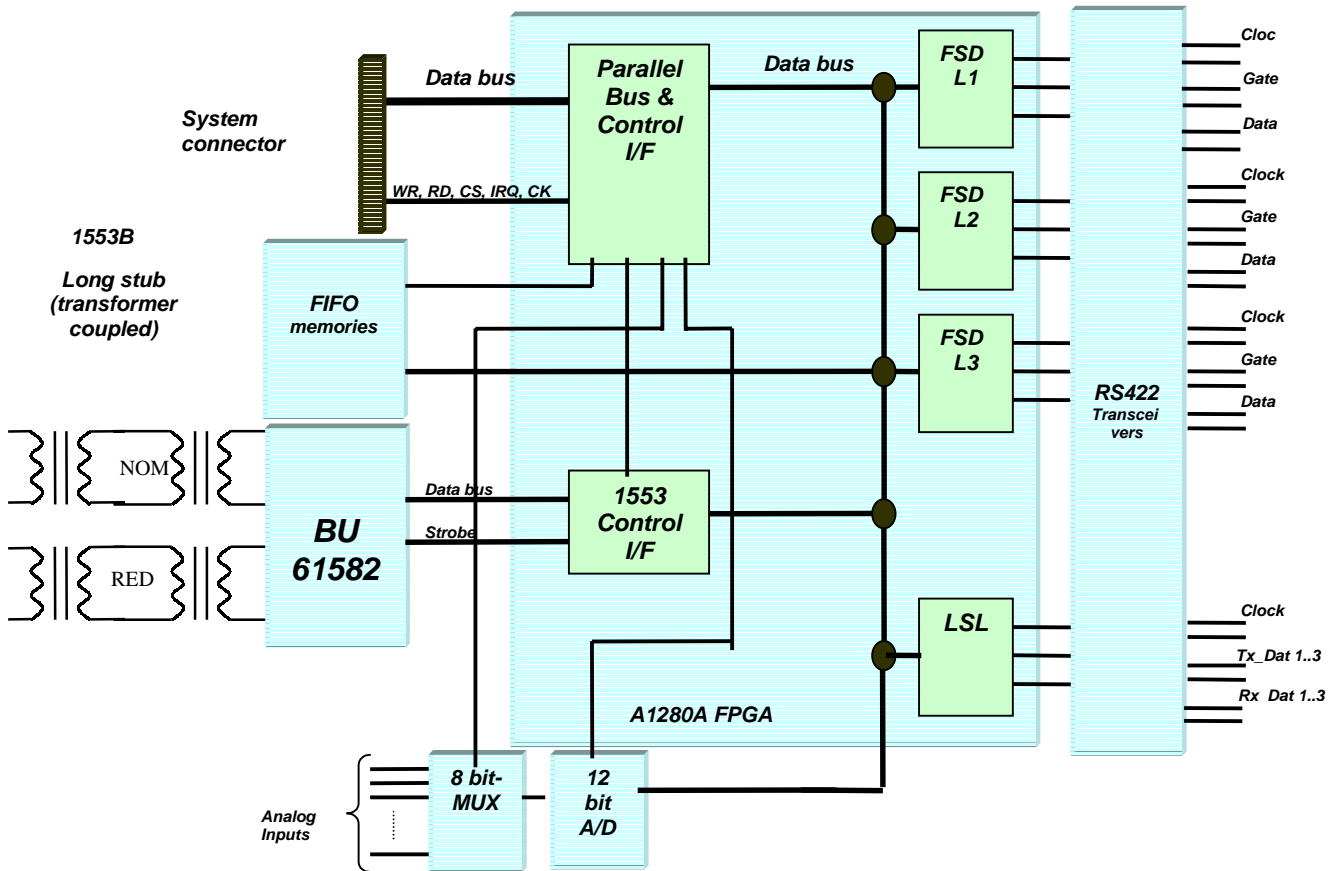 Data bus
Parallel
Bus &
Control
I/F
Data bus
FSD
L1
Cloc
Gate
Data
System
connector
WR, RD, CS, IRQ, CK
1553B
Long stub
(transformer
coupled)
FIFO
memories
FSD
L2
Clock
Gate
Data
FSD
L3
Clock
Gate
Data
RS422
Transcei
vers
NOM
RED
BU
61582
Data bus
Strobe
1553
Control
I/F
LSL
Clock
Tx_Dat 1..3
Rx Dat 1..3
A1280A FPGA
Analog
Inputs
8 bit-
MUX
12
bit
A/D